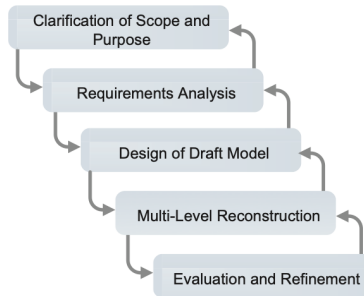 Clarification of Scope and
Purpose
Requirements Analysis
Design of Draft Model
Multi-Level Reconstruction
Evaluation and Refinement